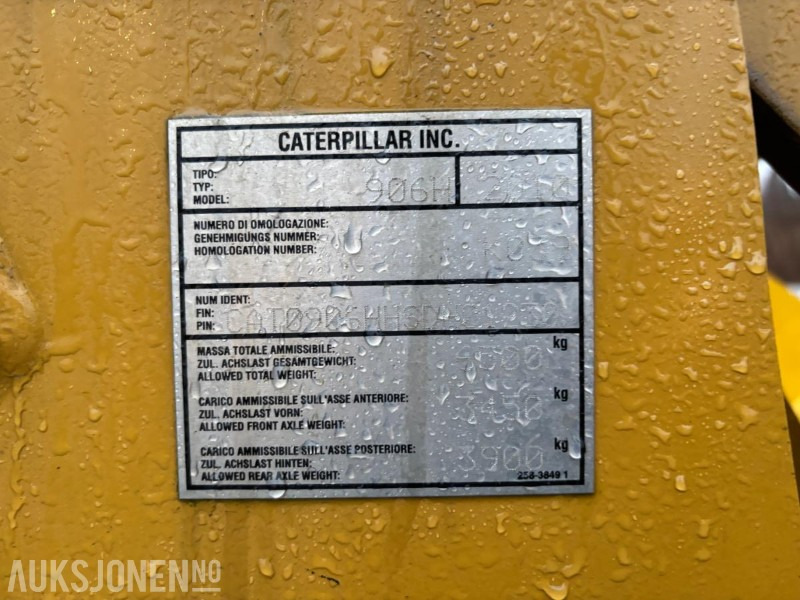 CATERPILLAR INC.
TIPO:
TYP:
MODEL: 906H
NUMERO DI OMOLOGAZIONE:
GENEHMIGUNGS NUMMER:
HOMOLOGATION NUMBER:
NUM IDENT:
FIN:
PIN:
MASSA TOTALE AMMISSIBILE: kg
ZUL. ACHSLAST GESAMTGEWICHT:
ALLOWED TOTAL WEIGHT:
CARICO AMMISSIBILE SULL'ASSE ANTERIORE: kg
ZUL. ACHSLAST VORN: 3450
ALLOWED FRONT AXLE WEIGHT:
CARICO AMMISSIBILE SULL'ASSE POSTERIORE: kg
ZUL. ACHSLAST HINTEN: 3900
ALLOWED REAR AXLE WEIGHT: 258-3849 1
AUKSJONEN.NO